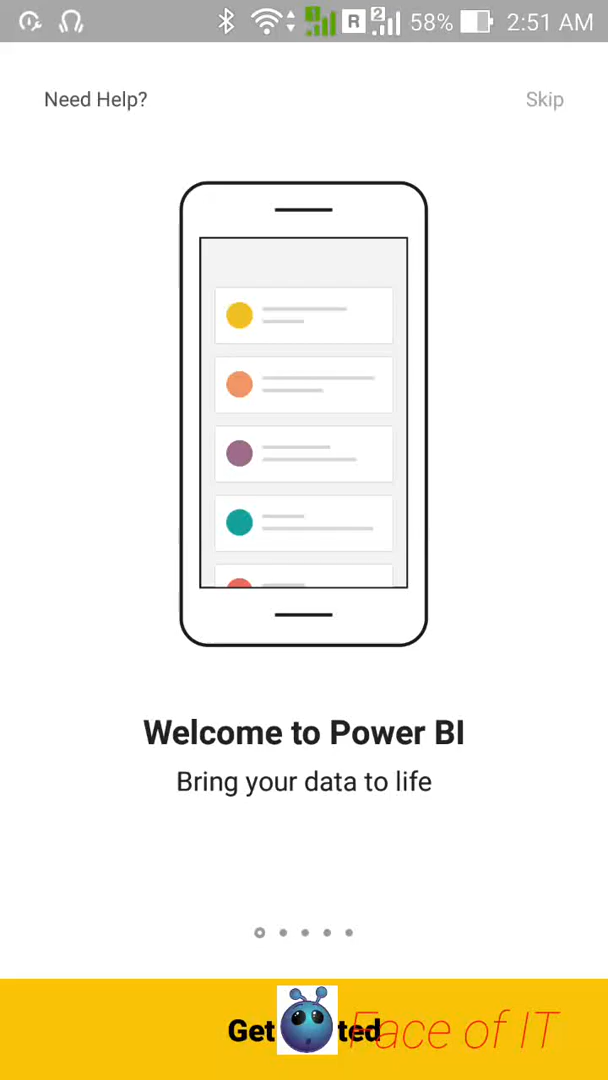 R 2 58% 2:51 AM
Need Help?
Skip
Welcome to Power BI
Bring your data to life
Get ted
Face of IT